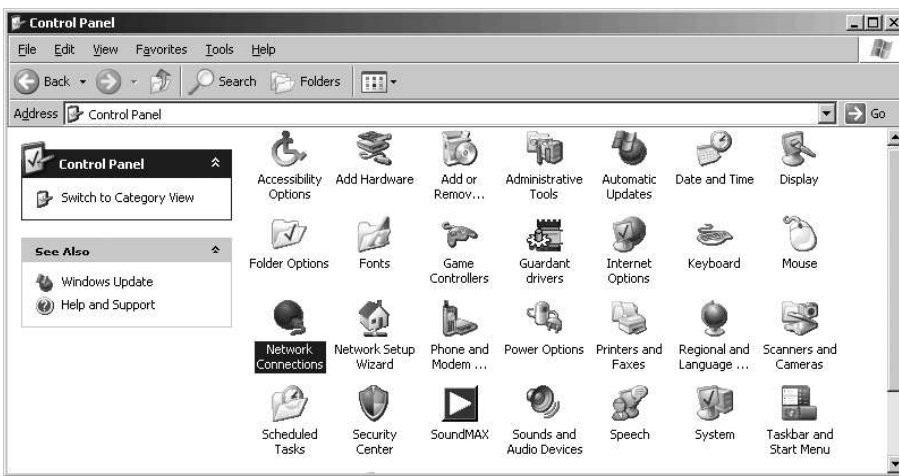 Control Panel
File Edit View Favorites Tools Help
Back Search Folders
Address Control Panel Go
Control Panel
Switch to Category View
See Also
Windows Update
Help and Support
Accessibility Options
Add Hardware
Add or Remov...
Administrative Tools
Automatic Updates
Date and Time
Display
Folder Options
Fonts
Game Controllers
Guardant drivers
Internet Options
Keyboard
Mouse
Network Connections
Network Setup Wizard
Phone and Modem ...
Power Options
Printers and Faxes
Regional and Language ...
Scanners and Cameras
Scheduled Tasks
Security Center
SoundMAX
Sounds and Audio Devices
Speech
System
Taskbar and Start Menu